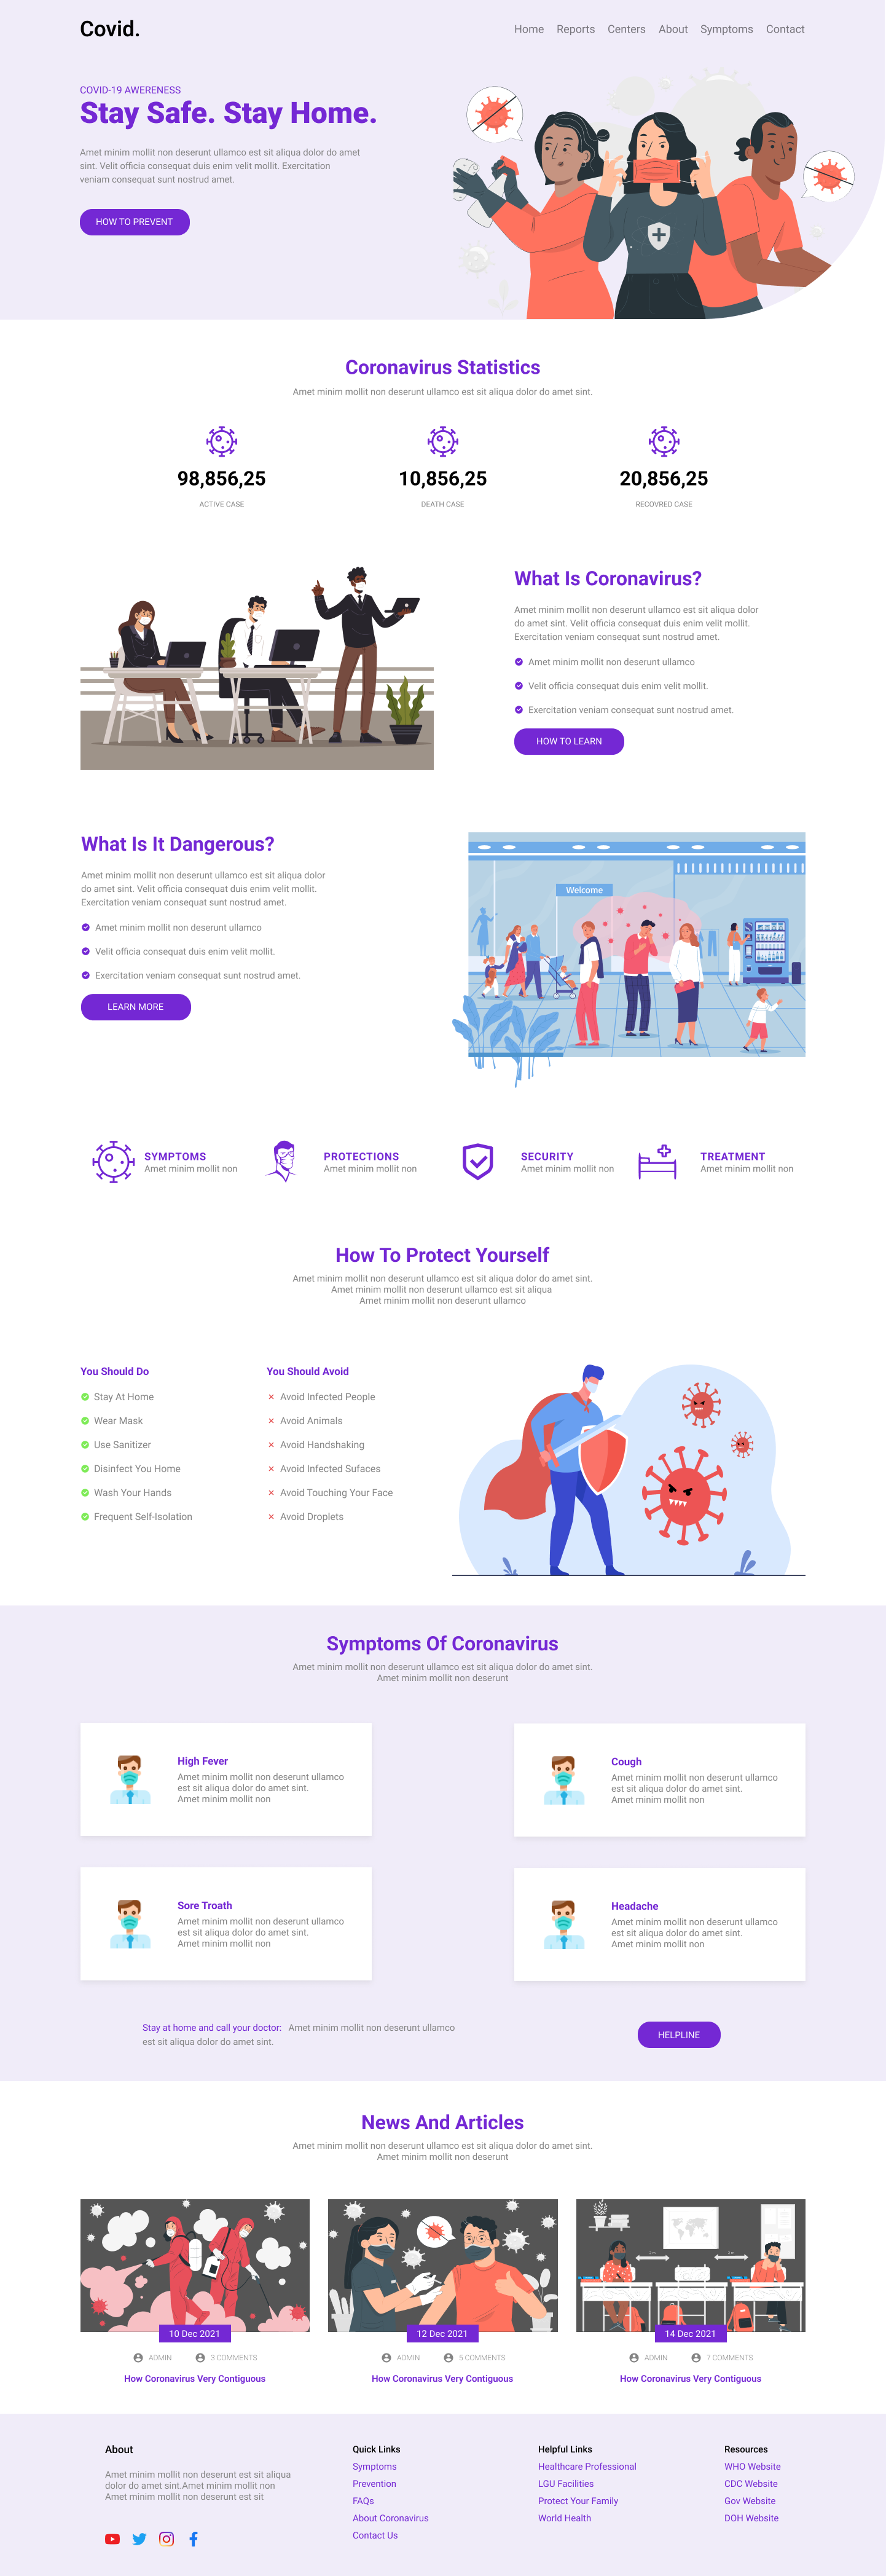 Covid.
Home Reports Centers About Symptoms Contact
COVID-19 AWERENESS
Stay Safe. Stay Home.
Amet minim mollit non deserunt ullamco est sit aliqua dolor do amet
sint. Velit officia consequat duis enim velit mollit. Exercitation
veniam consequat sunt nostrud amet.
HOW TO PREVENT
Coronavirus Statistics
Amet minim mollit non deserunt ullamco est sit aliqua dolor do amet sint.
98,856,25
ACTIVE CASE
10,856,25
DEATH CASE
20,856,25
RECOVRED CASE
What Is Coronavirus?
Amet minim mollit non deserunt ullamco est sit aliqua dolor
do amet sint. Velit officia consequat duis enim velit mollit.
Exercitation veniam consequat sunt nostrud amet.
Amet minim mollit non deserunt ullamco
Velit officia consequat duis enim velit mollit.
Exercitation veniam consequat sunt nostrud amet.
HOW TO LEARN
What Is It Dangerous?
Amet minim mollit non deserunt ullamco est sit aliqua dolor
do amet sint. Velit officia consequat duis enim velit mollit.
Exercitation veniam consequat sunt nostrud amet.
Amet minim mollit non deserunt ullamco
Velit officia consequat duis enim velit mollit.
Exercitation veniam consequat sunt nostrud amet.
LEARN MORE
Welcome
SYMPTOMS
Amet minim mollit non
PROTECTIONS
Amet minim mollit non
SECURITY
Amet minim mollit non
TREATMENT
Amet minim mollit non
How To Protect Yourself
Amet minim mollit non deserunt ullamco est sit aliqua dolor do amet sint.
Amet minim mollit non deserunt ullamco est sit aliqua
Amet minim mollit non deserunt ullamco
You Should Do
Stay At Home
Wear Mask
Use Sanitizer
Disinfect You Home
Wash Your Hands
Frequent Self-Isolation
You Should Avoid
Avoid Infected People
Avoid Animals
Avoid Handshaking
Avoid Infected Sufaces
Avoid Touching Your Face
Avoid Droplets
Symptoms Of Coronavirus
Amet minim mollit non deserunt ullamco est sit aliqua dolor do amet sint.
Amet minim mollit non deserunt
High Fever
Amet minim mollit non deserunt ullamco
est sit aliqua dolor do amet sint.
Amet minim mollit non
Cough
Amet minim mollit non deserunt ullamco
est sit aliqua dolor do amet sint.
Amet minim mollit non
Sore Troath
Amet minim mollit non deserunt ullamco
est sit aliqua dolor do amet sint.
Amet minim mollit non
Headache
Amet minim mollit non deserunt ullamco
est sit aliqua dolor do amet sint.
Amet minim mollit non
Stay at home and call your doctor: Amet minim mollit non deserunt ullamco
est sit aliqua dolor do amet sint.
HELPLINE
News And Articles
Amet minim mollit non deserunt ullamco est sit aliqua dolor do amet sint.
Amet minim mollit non deserunt
10 Dec 2021
ADMIN 3 COMMENTS
How Coronavirus Very Contiguous
12 Dec 2021
ADMIN 5 COMMENTS
How Coronavirus Very Contiguous
14 Dec 2021
ADMIN 7 COMMENTS
How Coronavirus Very Contiguous
About
Amet minim mollit non deserunt est sit aliqua
dolor do amet sint.Amet minim mollit non
Amet minim mollit non deserunt est sit
Quick Links
Symptoms
Prevention
FAQs
About Coronavirus
Contact Us
Helpful Links
Healthcare Professional
LGU Facilities
Protect Your Family
World Health
Resources
WHO Website
CDC Website
Gov Website
DOH Website